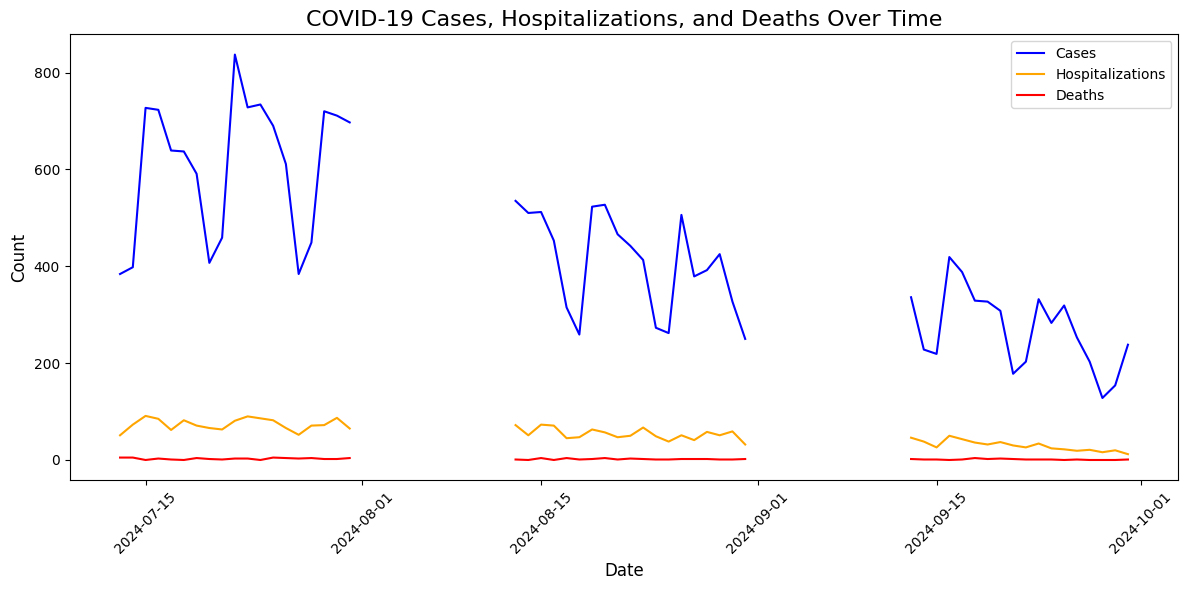 COVID-19 Cases, Hospitalizations, and Deaths Over Time
Cases
Hospitalizations
Deaths
Count
800
600
400
200
0
2024-07-15
2024-08-01
2024-08-15
2024-09-01
2024-09-15
2024-10-01
Date